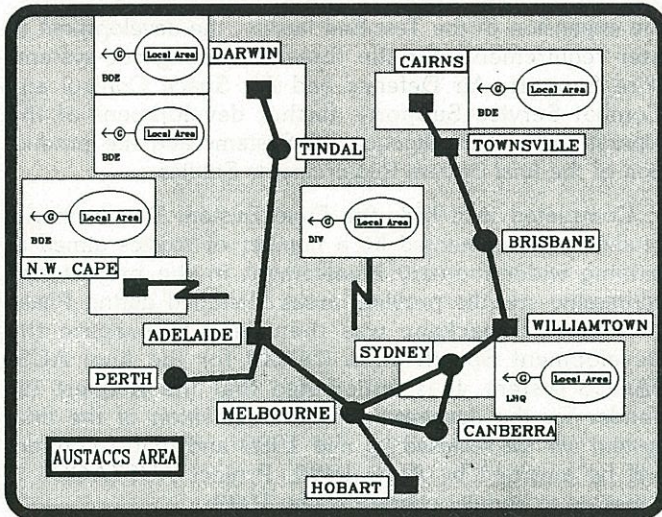 G
Local Area
BDE
DARWIN
G
Local Area
BDE
TINDAL
CAIRNS
G
Local Area
BDE
TOWNSVILLE
G
Local Area
BDE
N.W. CAPE
G
Local Area
DIV
BRISBANE
ADELAIDE
WILLIAMTOWN
SYDNEY
PERTH
MELBOURNE
G
Local Area
LHQ
CANBERRA
AUSTACCS AREA
HOBART